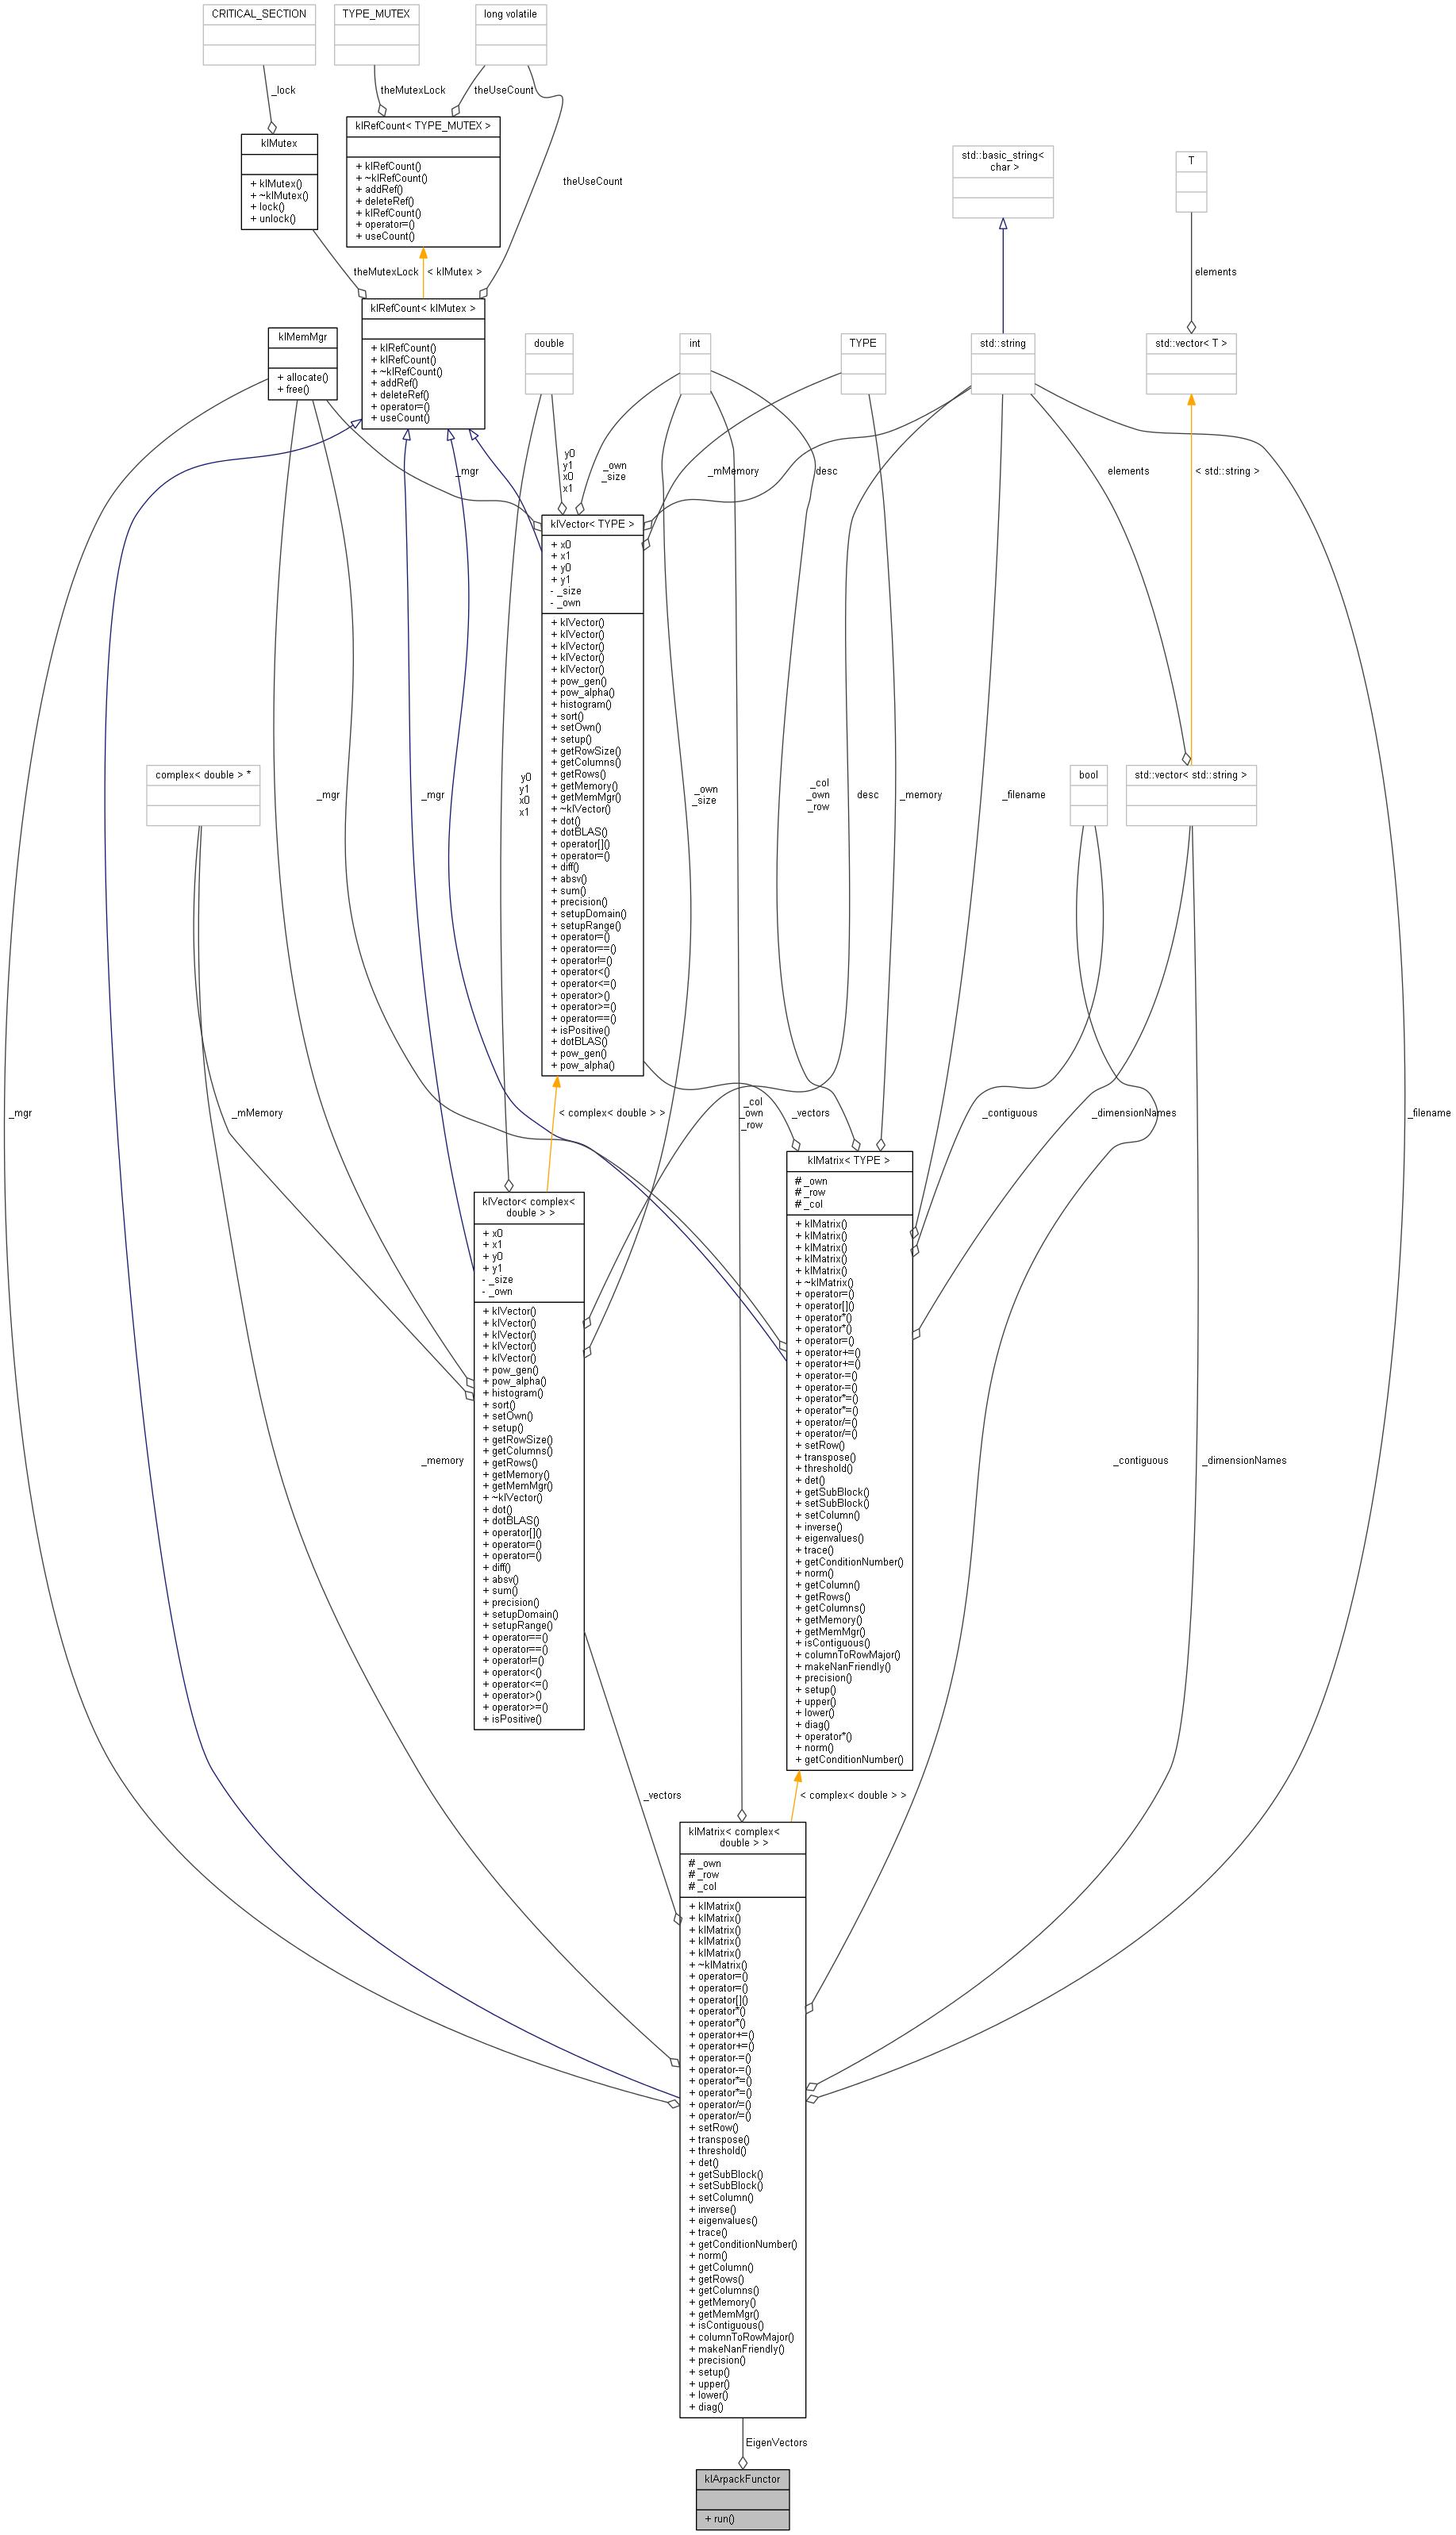 CRITICAL_SECTION
TYPE_MUTEX
long volatile
_lock
theMutexLock
theUseCount
klRefCount< TYPE_MUTEX >
+ klRefCount()
+ ~klRefCount()
+ addRef()
+ deleteRef()
+ klRefCount()
+ operator=()
+ useCount()
klMutex
+ klMutex()
+ ~klMutex()
+ lock()
+ unlock()
theUseCount
std::basic_string<
char >
T
theMutexLock
< klMutex >
elements
klRefCount< klMutex >
+ klRefCount()
+ klRefCount()
+ ~klRefCount()
+ addRef()
+ deleteRef()
+ operator=()
+ useCount()
klMemMgr
+ allocate()
+ free()
double
int
TYPE
std::string
std::vector< T >
_mgr
y0
y1
x0
x1
_own
_size
_mMemory
desc
elements
< std::string >
klVector< TYPE >
+ x0
+ x1
+ y0
+ y1
- _size
- _own
+ klVector()
+ klVector()
+ klVector()
+ klVector()
+ klVector()
+ pow_gen()
+ pow_alpha()
+ histogram()
+ sort()
+ setOwn()
+ setup()
+ getRowSize()
+ getColumns()
+ getRows()
+ getMemory()
+ getMemMgr()
+ ~klVector()
+ dot()
+ dotBLAS()
+ operator[]()
+ operator=()
+ diff()
+ absv()
+ sum()
+ precision()
+ setupDomain()
+ setupRange()
+ operator=()
+ operator==()
+ operator!=()
+ operator<()
+ operator<=()
+ operator>()
+ operator>=()
+ operator==()
+ isPositive()
+ dotBLAS()
+ pow_gen()
+ pow_alpha()
complex< double > *
bool
std::vector< std::string >
_mgr
_mgr
y0
y1
x0
x1
_own
_size
_col
_own
_row
desc
_memory
_filename
_mgr
_mMemory
< complex< double > >
_col
_own
_row
_vectors
_contiguous
_dimensionNames
_filename
klMatrix< TYPE >
# _own
# _row
# _col
+ klMatrix()
+ klMatrix()
+ klMatrix()
+ klMatrix()
+ klMatrix()
+ ~klMatrix()
+ operator=()
+ operator[]()
+ operator*()
+ operator*()
+ operator=()
+ operator+=()
+ operator+=()
+ operator-=()
+ operator-=()
+ operator*=()
+ operator*=()
+ operator/=()
+ operator/=()
+ setRow()
+ transpose()
+ threshold()
+ det()
+ getSubBlock()
+ setSubBlock()
+ setColumn()
+ inverse()
+ eigenvalues()
+ trace()
+ getConditionNumber()
+ norm()
+ getColumn()
+ getRows()
+ getColumns()
+ getMemory()
+ getMemMgr()
+ isContiguous()
+ columnToRowMajor()
+ makeNanFriendly()
+ precision()
+ setup()
+ upper()
+ lower()
+ diag()
+ operator*()
+ norm()
+ getConditionNumber()
klVector< complex<
double > >
+ x0
+ x1
+ y0
+ y1
- _size
- _own
+ klVector()
+ klVector()
+ klVector()
+ klVector()
+ klVector()
+ pow_gen()
+ pow_alpha()
+ histogram()
+ sort()
+ setOwn()
+ setup()
+ getRowSize()
+ getColumns()
+ getRows()
+ getMemory()
+ getMemMgr()
+ ~klVector()
+ dot()
+ dotBLAS()
+ operator[]()
+ operator=()
+ operator=()
+ diff()
+ absv()
+ sum()
+ precision()
+ setupDomain()
+ setupRange()
+ operator==()
+ operator==()
+ operator!=()
+ operator<()
+ operator<=()
+ operator>()
+ operator>=()
+ isPositive()
_memory
_contiguous
_dimensionNames
_vectors
< complex< double > >
klMatrix< complex<
double > >
# _own
# _row
# _col
+ klMatrix()
+ klMatrix()
+ klMatrix()
+ klMatrix()
+ klMatrix()
+ ~klMatrix()
+ operator=()
+ operator=()
+ operator[]()
+ operator*()
+ operator*()
+ operator+=()
+ operator+=()
+ operator-=()
+ operator-=()
+ operator*=()
+ operator*=()
+ operator/=()
+ operator/=()
+ setRow()
+ transpose()
+ threshold()
+ det()
+ getSubBlock()
+ setSubBlock()
+ setColumn()
+ inverse()
+ eigenvalues()
+ trace()
+ getConditionNumber()
+ norm()
+ getColumn()
+ getRows()
+ getColumns()
+ getMemory()
+ getMemMgr()
+ isContiguous()
+ columnToRowMajor()
+ makeNanFriendly()
+ precision()
+ setup()
+ upper()
+ lower()
+ diag()
EigenVectors
klArpackFunctor
+ run()